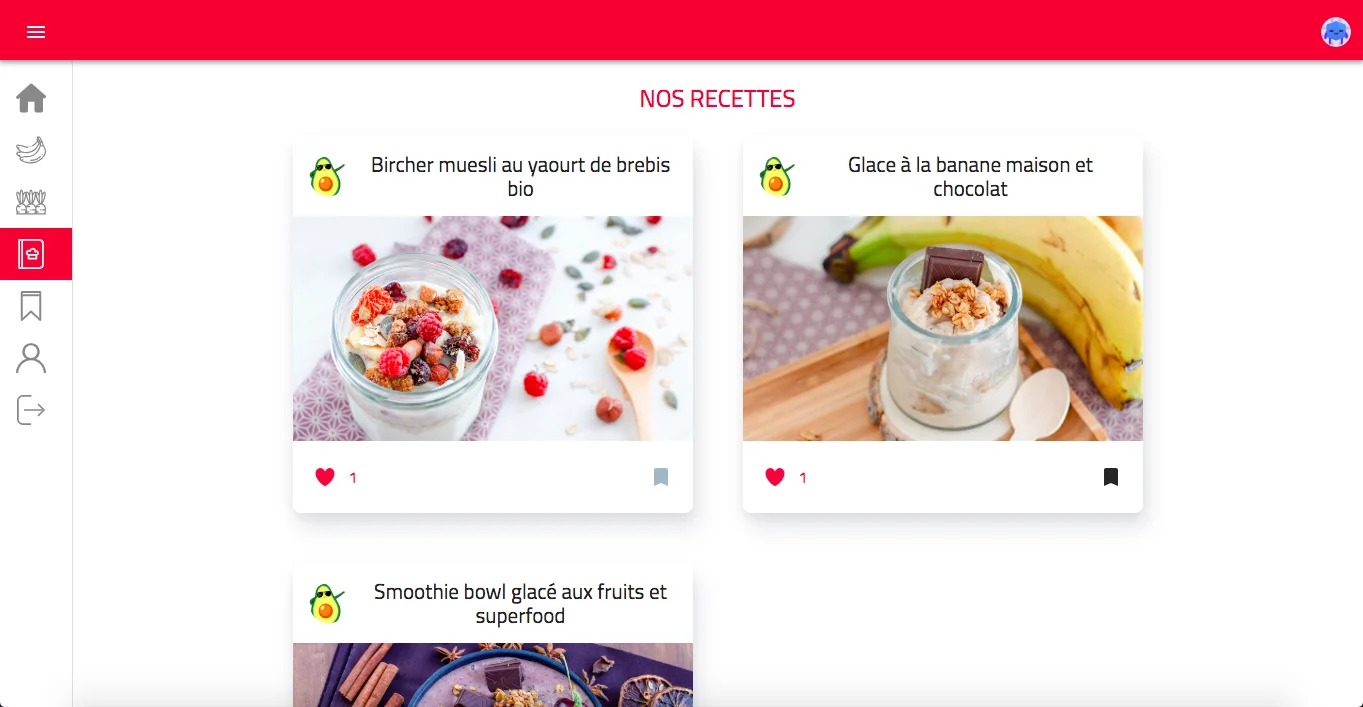 NOS RECETTES
Bircher muesli au yaourt de brebis
bio
Glace à la banane maison et
chocolat
1
1
Smoothie bowl glacé aux fruits et
superfood